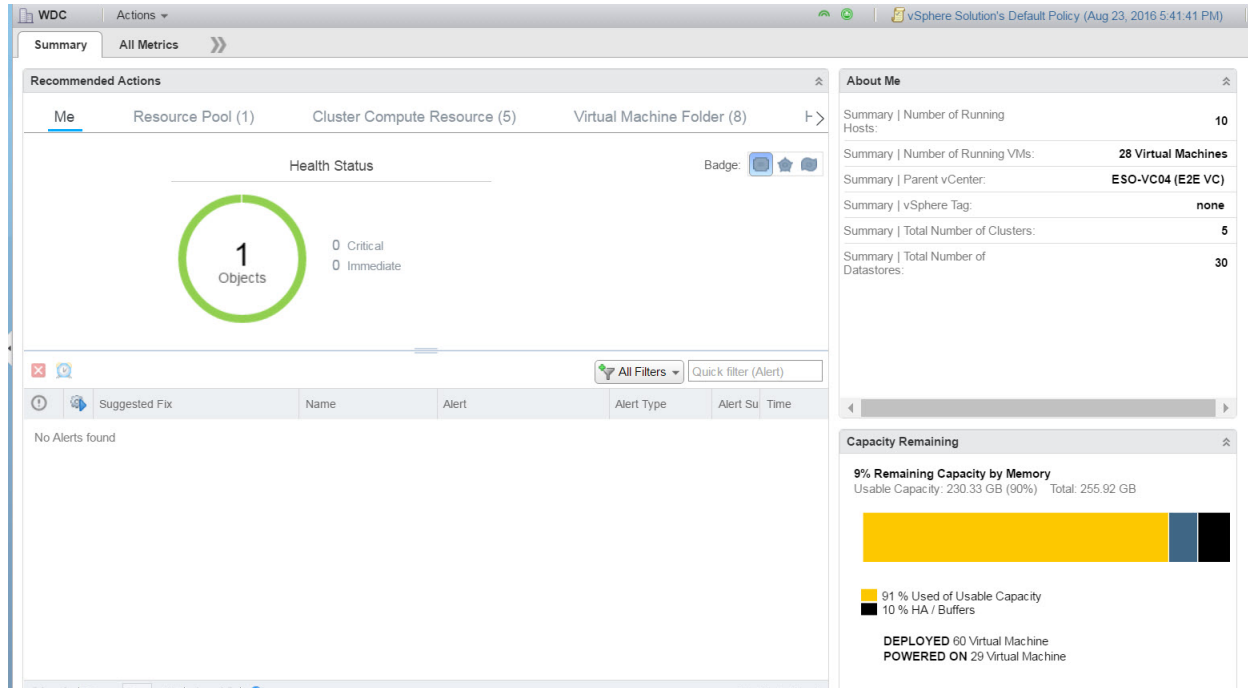 WDC Actions vSphere Solution's Default Policy (Aug 23, 2016 5:41:41 PM)
Summary All Metrics
Recommended Actions
Me Resource Pool (1) Cluster Compute Resource (5) Virtual Machine Folder (8)
Health Status
Badge:
1
Objects
0 Critical
0 Immediate
All Filters Quick filter (Alert)
Suggested Fix Name Alert Alert Type Alert Su Time
No Alerts found
About Me
Summary | Number of Running
Hosts:
10
Summary | Number of Running VMs: 28 Virtual Machines
Summary | Parent vCenter: ESO-VC04 (E2E VC)
Summary | vSphere Tag: none
Summary | Total Number of Clusters: 5
Summary | Total Number of
Datastores:
30
Capacity Remaining
9% Remaining Capacity by Memory
Usable Capacity: 230.33 GB (90%) Total: 255.92 GB
91 % Used of Usable Capacity
10 % HA / Buffers
DEPLOYED 60 Virtual Machine
POWERED ON 29 Virtual Machine